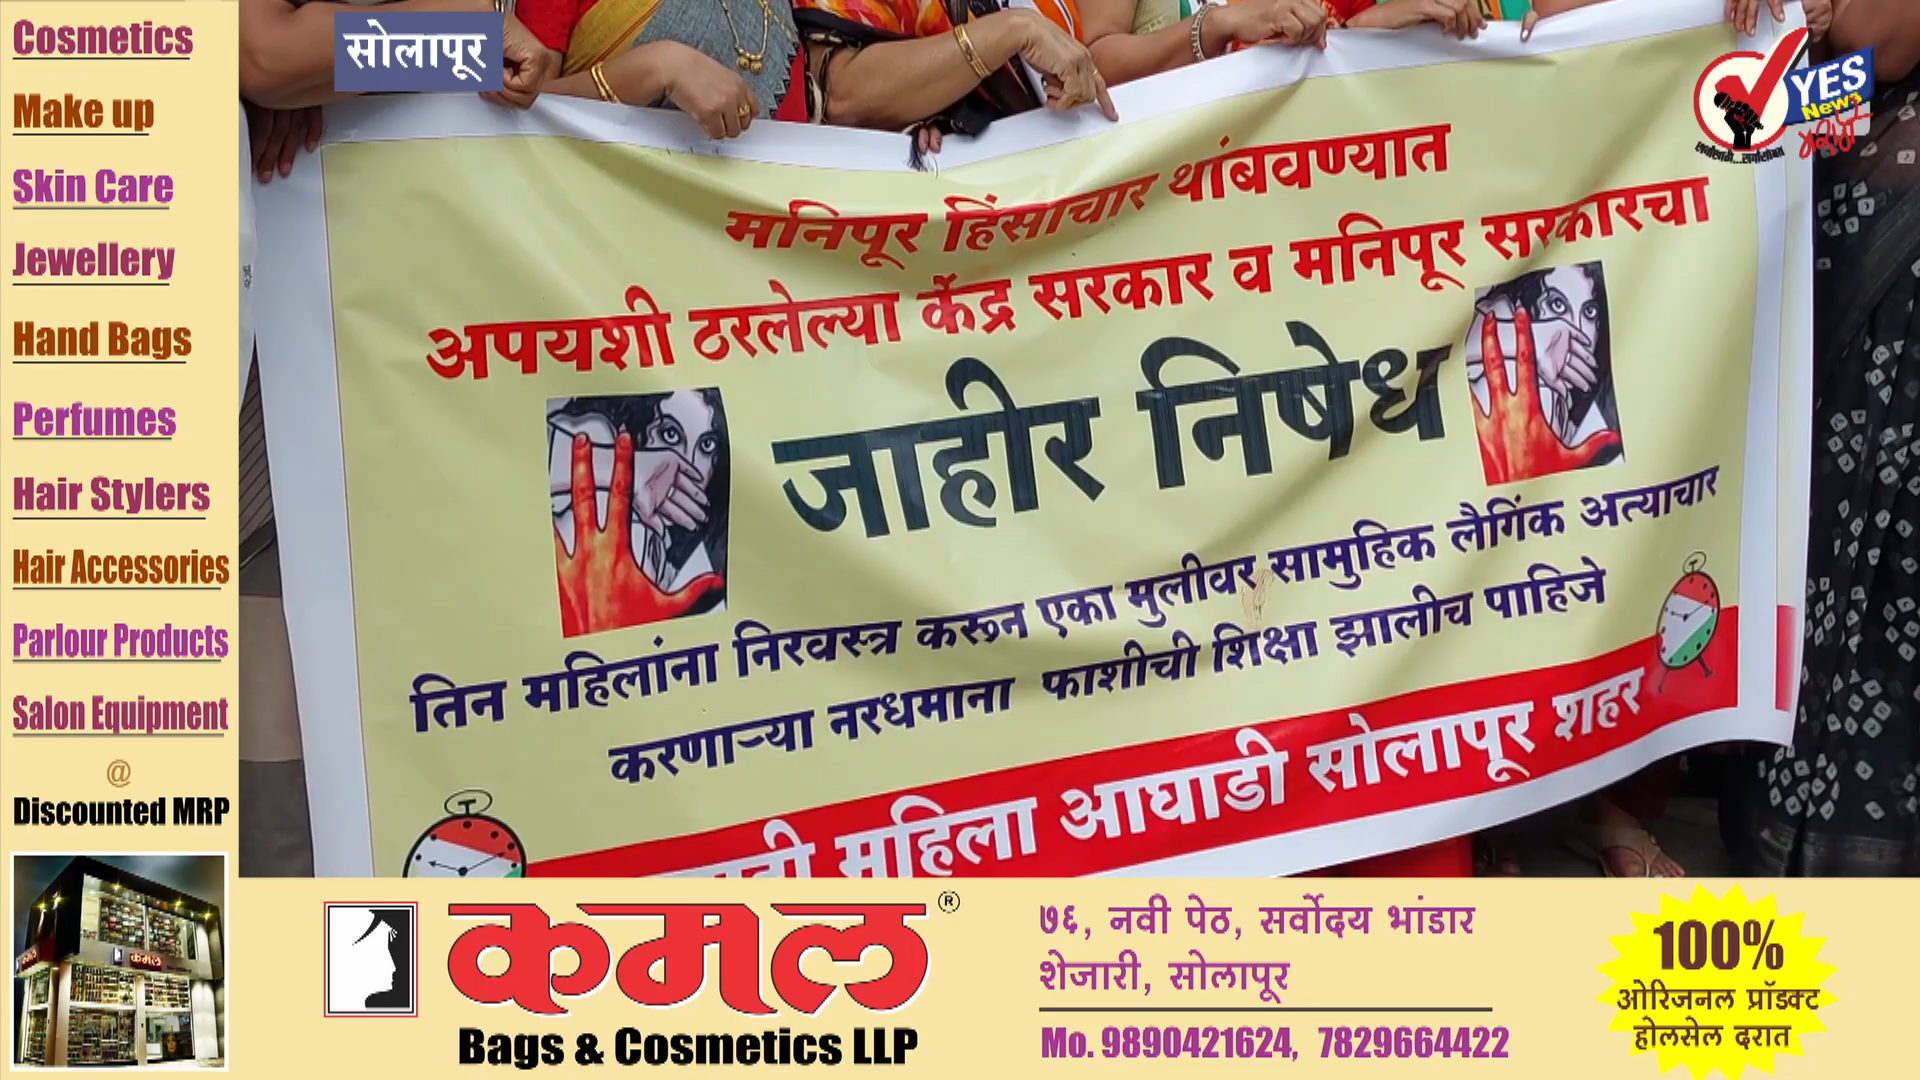 Cosmetics
Make up
Skin Care
Jewellery
Hand Bags
Perfumes
Hair Stylers
Hair Accessories
Parlour Products
Salon Equipment
@
Discounted MRP
कमल
सोलापूर
YES
News
मराठी
मनिपूर हिंसाचार थांबवण्यात
अपयशी ठरलेल्या केंद्र सरकार व मनिपूर सरकारचा
जाहीर निषेध
तिन महिलांना निरवस्त्र करून एका मुलीवर सामुहिक लैगिंक अत्याचार
करणाऱ्या नरधमाना फाशीची शिक्षा झालीच पाहिजे
महिला आघाडी सोलापूर शहर
कमल ®
Bags & Cosmetics LLP
७६, नवी पेठ, सर्वोदय भांडार
शेजारी, सोलापूर
Mo. 9890421624, 7829664422
100%
ओरिजनल प्रॉडक्ट
होलसेल दरात